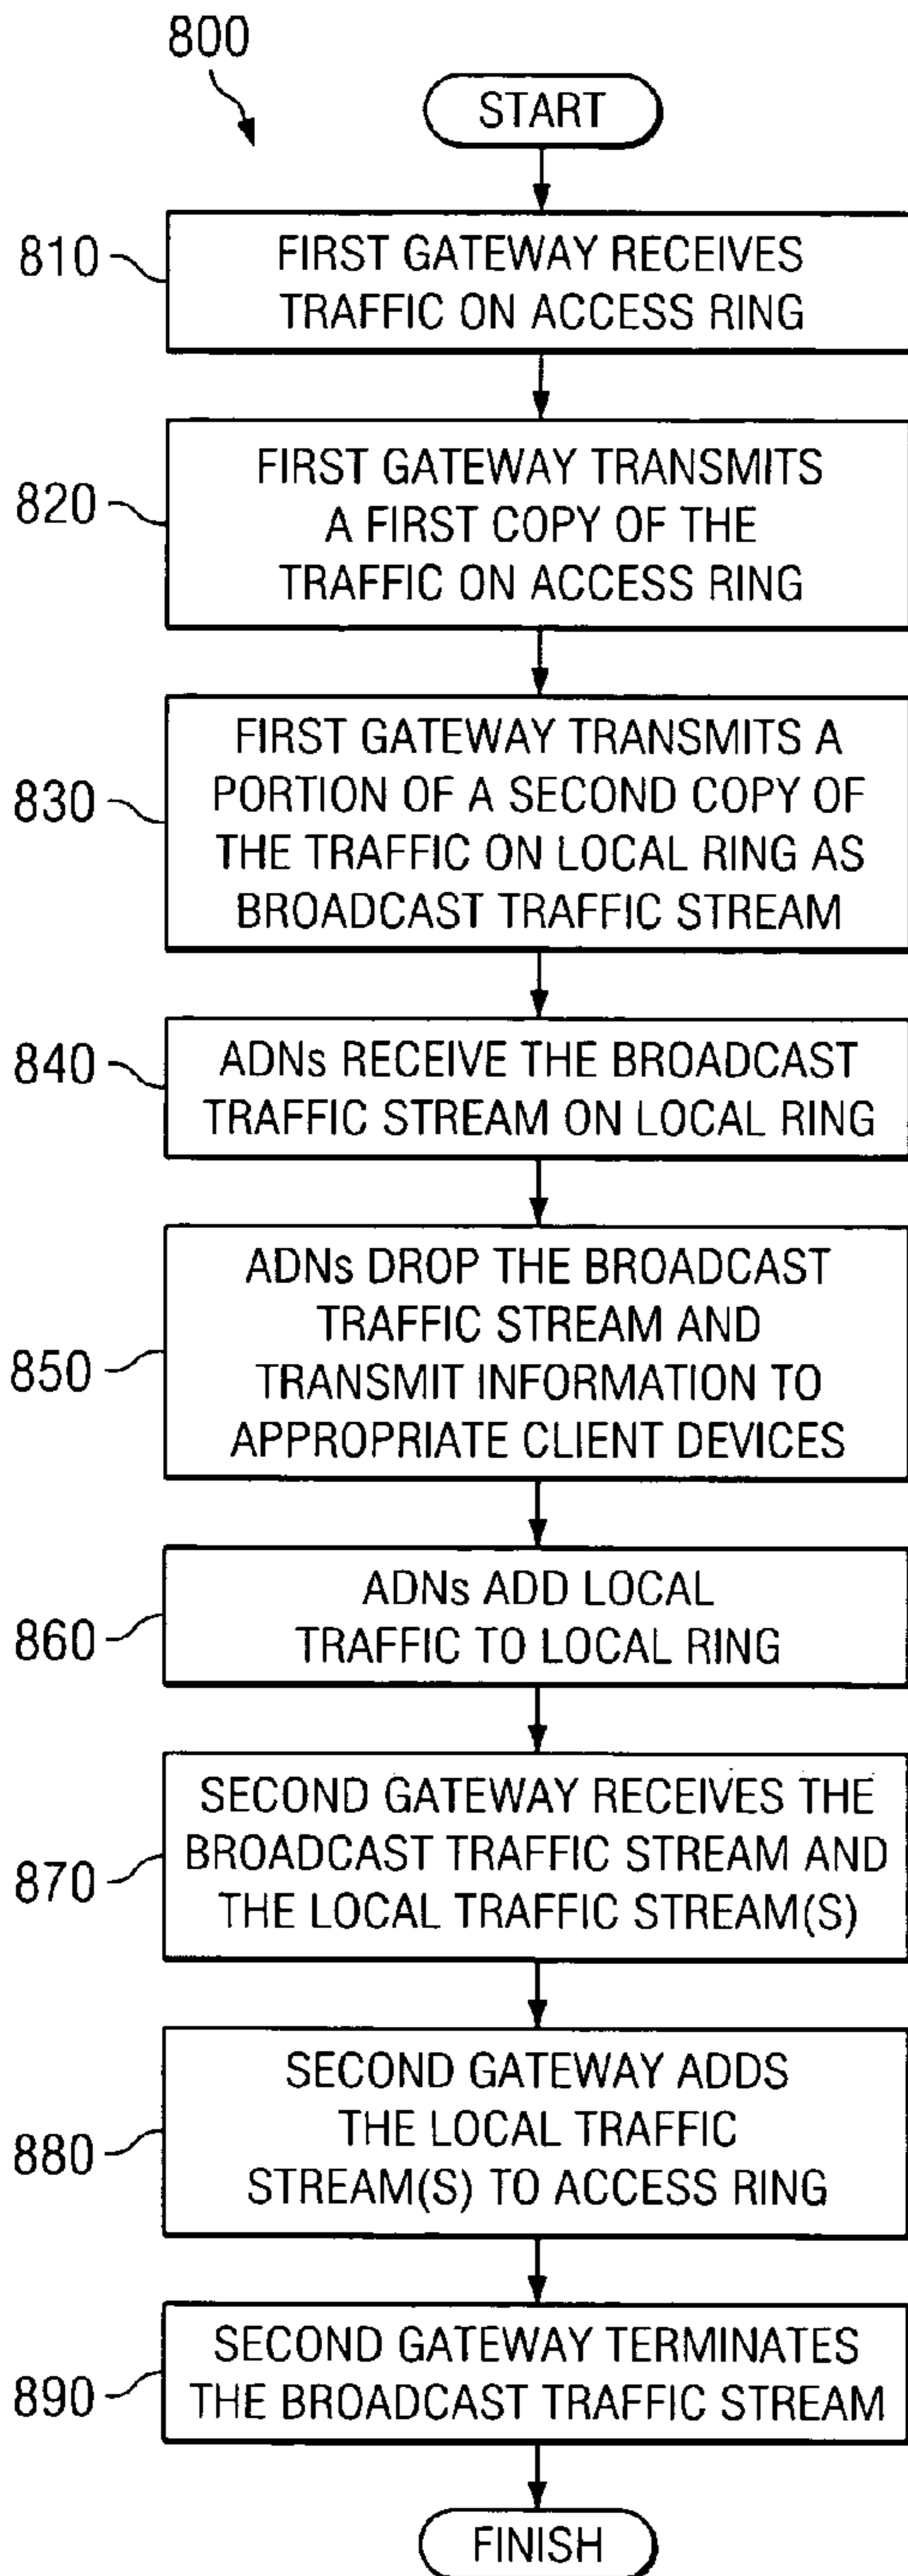 800
START
810
FIRST GATEWAY RECEIVES
TRAFFIC ON ACCESS RING
820
FIRST GATEWAY TRANSMITS
A FIRST COPY OF THE
TRAFFIC ON ACCESS RING
830
FIRST GATEWAY TRANSMITS A
PORTION OF A SECOND COPY OF
THE TRAFFIC ON LOCAL RING AS
BROADCAST TRAFFIC STREAM
840
ADNs RECEIVE THE BROADCAST
TRAFFIC STREAM ON LOCAL RING
850
ADNs DROP THE BROADCAST
TRAFFIC STREAM AND
TRANSMIT INFORMATION TO
APPROPRIATE CLIENT DEVICES
860
ADNs ADD LOCAL
TRAFFIC TO LOCAL RING
870
SECOND GATEWAY RECEIVES THE
BROADCAST TRAFFIC STREAM AND
THE LOCAL TRAFFIC STREAM(S)
880
SECOND GATEWAY ADDS
THE LOCAL TRAFFIC
STREAM(S) TO ACCESS RING
890
SECOND GATEWAY TERMINATES
THE BROADCAST TRAFFIC STREAM
FINISH